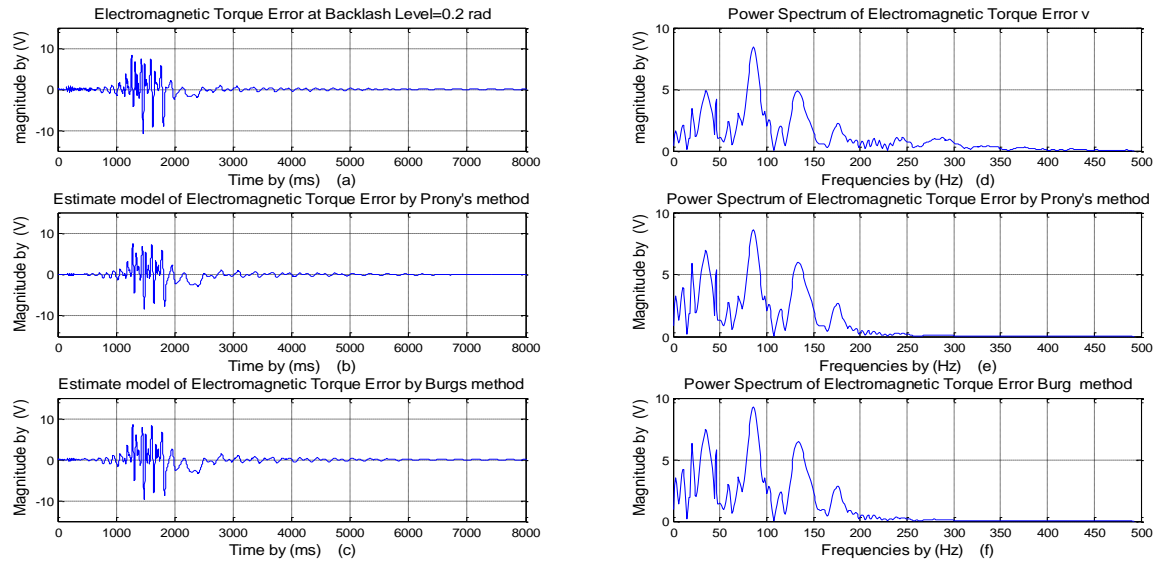 Electromagnetic Torque Error at Backlash Level=0.2 rad
magnitude by (V)
10
0
-10
0 1000 2000 3000 4000 5000 6000 7000 8000
Time by (ms) (a)
Estimate model of Electromagnetic Torque Error by Prony's method
Magnitude by (V)
10
0
-10
0 1000 2000 3000 4000 5000 6000 7000 8000
Time by (ms) (b)
Estimate model of Electromagnetic Torque Error by Burgs method
Magnitude by (V)
10
0
-10
0 1000 2000 3000 4000 5000 6000 7000 8000
Time by (ms) (c)
Power Spectrum of Electromagnetic Torque Error v
magnitude by (V)
10
5
0
0 50 100 150 200 250 300 350 400 450 500
Frequencies by (Hz) (d)
Power Spectrum of Electromagnetic Torque Error by Prony's method
Magnitude by (V)
10
5
0
0 50 100 150 200 250 300 350 400 450 500
Frequencies by (Hz) (e)
Power Spectrum of Electromagnetic Torque Error Burg method
Magnitude by (V)
10
5
0
0 50 100 150 200 250 300 350 400 450 500
Frequencies by (Hz) (f)